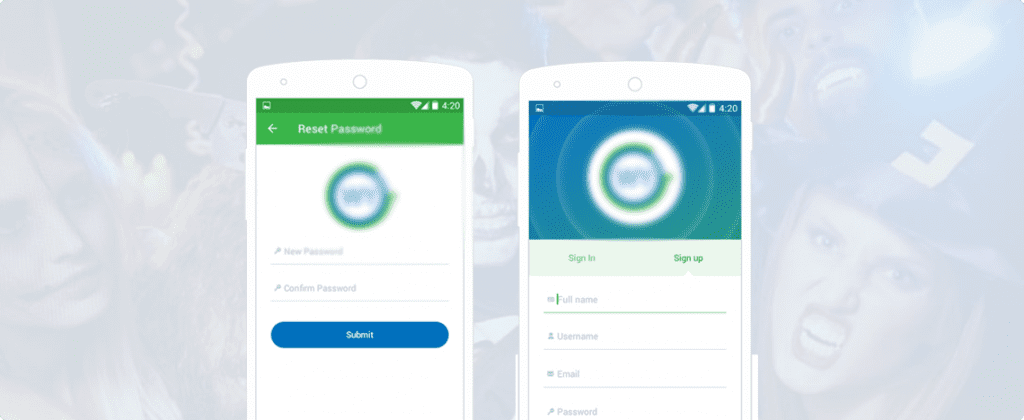 4:20
Reset Password
New Password
Confirm Password
Submit
4:20
Sign In
Sign up
Full name
Username
Email
Password